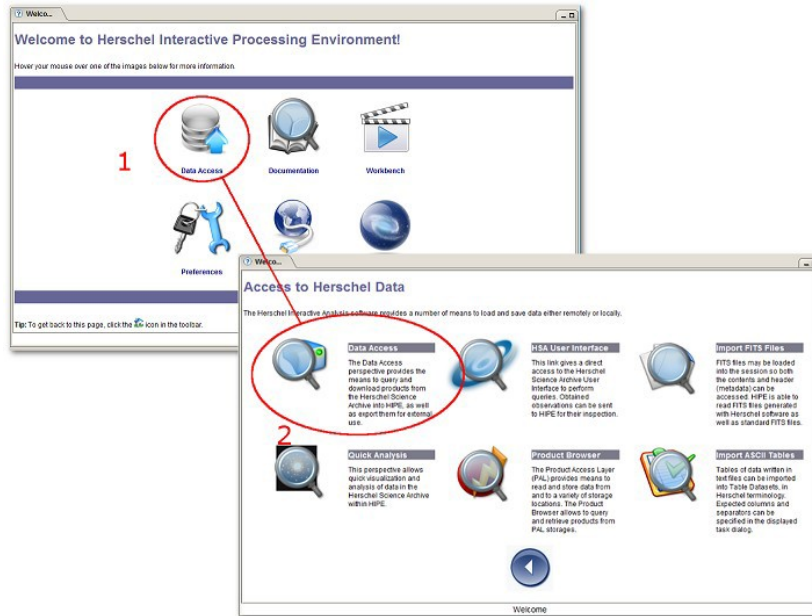 Welco...
Welcome to Herschel Interactive Processing Environment!
Hover your mouse over one of the images below for more information.
1
Data Access
Documentation
Workbench
Preferences
Tip: To get back to this page, click the icon in the toolbar.
Welco...
Access to Herschel Data
The Herschel Interactive Analysis software provides a number of means to load and save data either remotely or locally.
Data Access
The Data Access
perspective provides the
means to query and
download products from
the Herschel Science
Archive into HIPE, as well
as export them for external
use.
HSA User Interface
This link gives a direct
access to the Herschel
Science Archive User
Interface to perform
queries. Obtained
observations can be sent
to HIPE for their inspection.
Import FITS Files
FITS files may be loaded
into the session so both
the contents and header
(metadata) can be
accessed. HIPE is able to
read FITS files generated
with Herschel software as
well as standard FITS files.
2
Quick Analysis
This perspective allows
quick visualization and
analysis of data in the
Herschel Science Archive
within HIPE.
Product Browser
The Product Access Layer
(PAL) provides means to
read and store data from
and to a variety of storage
locations. The Product
Browser allows to query
and retrieve products from
PAL storages.
Import ASCII Tables
Tables of data written in
text files can be imported
into Table Datasets, in
Herschel terminology.
Expected columns and
separators can be
specified in the displayed
task dialog.
Welcome